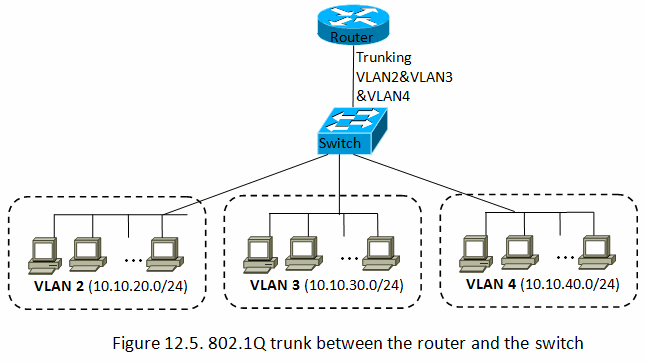 Router
Trunking
VLAN2&VLAN3
&VLAN4
Switch
... ... ...
VLAN 2 (10.10.20.0/24) VLAN 3 (10.10.30.0/24) VLAN 4 (10.10.40.0/24)
Figure 12.5. 802.1Q trunk between the router and the switch